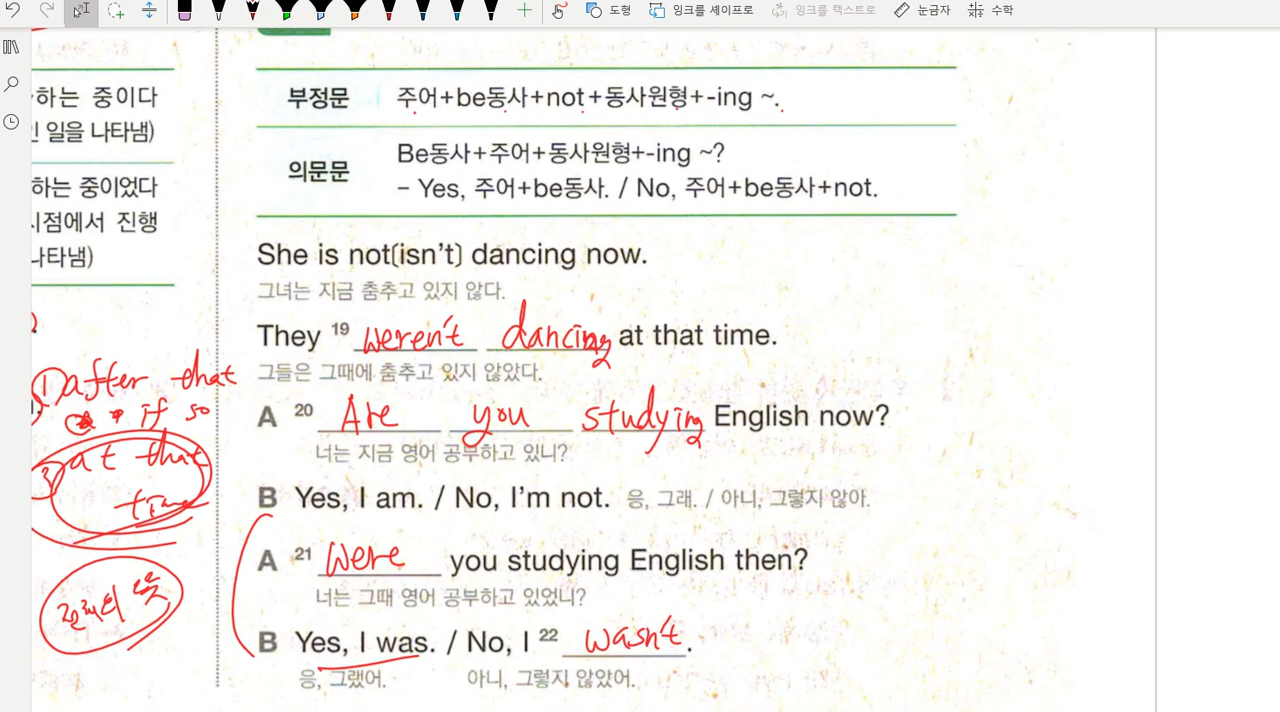 도형
잉크를 셰이프로
잉크를 텍스트로
눈금자
수학
하는 중이다
일을 나타냄)
하는 중이었다
시점에서 진행
나타냄)
① after that
if so
③ at that
time
부정문 주어+be동사+not+동사원형+-ing ~.
의문문 Be동사+주어+동사원형+-ing ~?
– Yes, 주어+be동사. / No, 주어+be동사+not.
She is not(isn't) dancing now.
그녀는 지금 춤추고 있지 않다.
They 19 weren't dancing at that time.
그들은 그때에 춤추고 있지 않았다.
A 20 Are you studying English now?
너는 지금 영어 공부하고 있니?
B Yes, I am. / No, I'm not. 응, 그래. / 아니, 그렇지 않아.
A 21 Were you studying English then?
너는 그때 영어 공부하고 있었니?
B Yes, I was. / No, I 22 wasn't.
응, 그랬어. 아니, 그렇지 않았어.